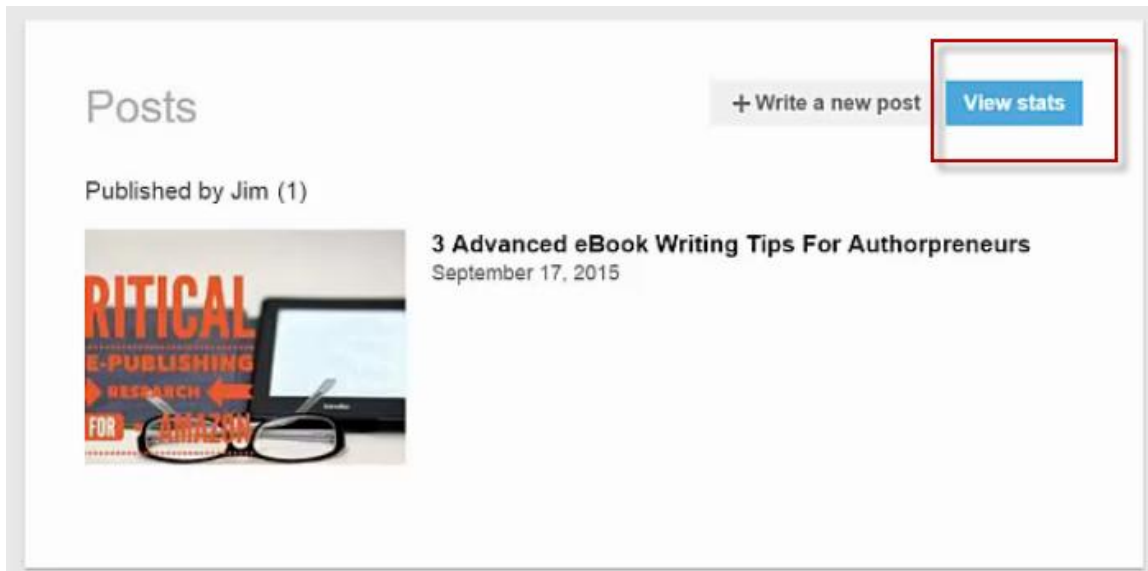 Posts
+ Write a new post
View stats
Published by Jim (1)
3 Advanced eBook Writing Tips For Authorpreneurs
September 17, 2015
RITICAL
E-PUBLISHING
RESEARCH
FOR
AMAZON